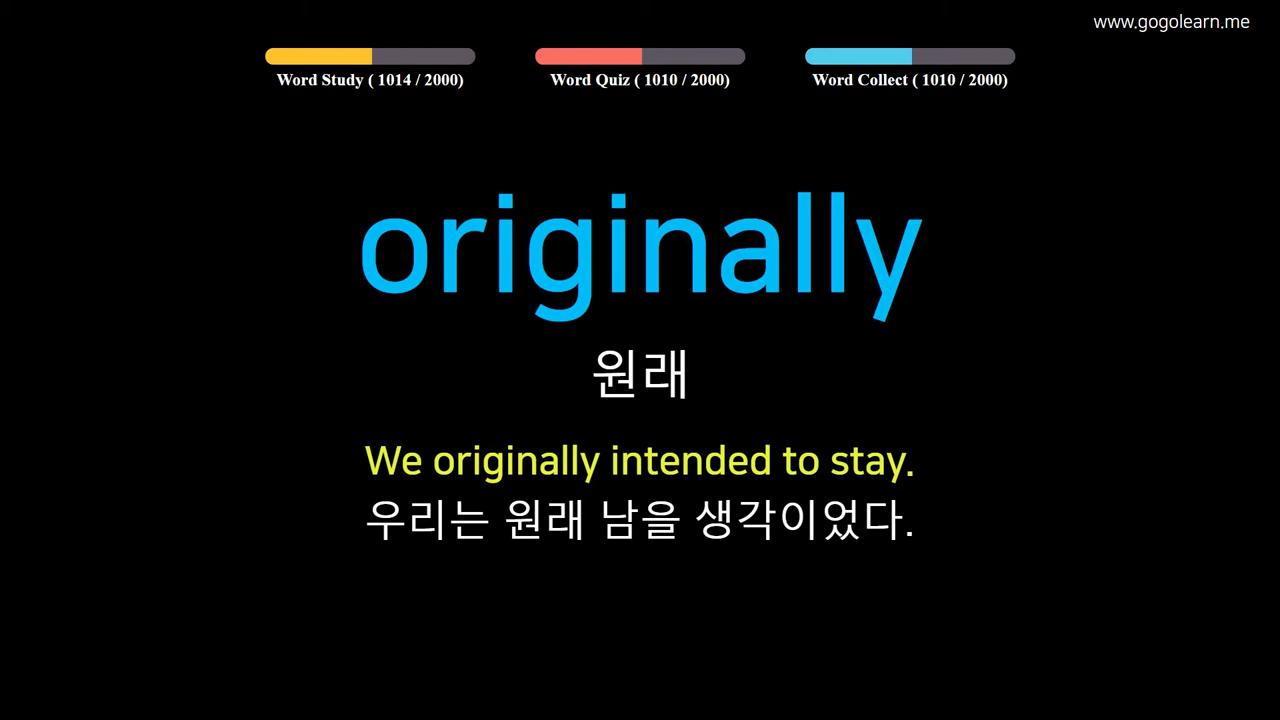 www.gogolearn.me
Word Study ( 1014 / 2000)
Word Quiz ( 1010 / 2000)
Word Collect ( 1010 / 2000)
originally
원래
We originally intended to stay.
우리는 원래 남을 생각이었다.